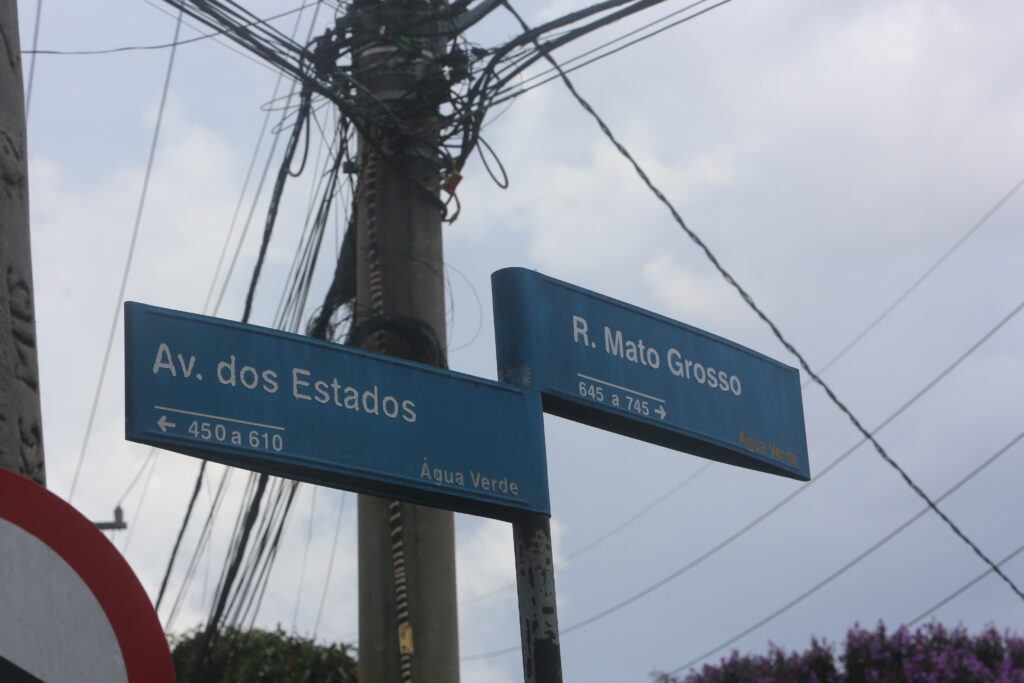 Av. dos Estados
← 450 a 610
Água Verde
R. Mato Grosso
645 a 745 →
Água Verde